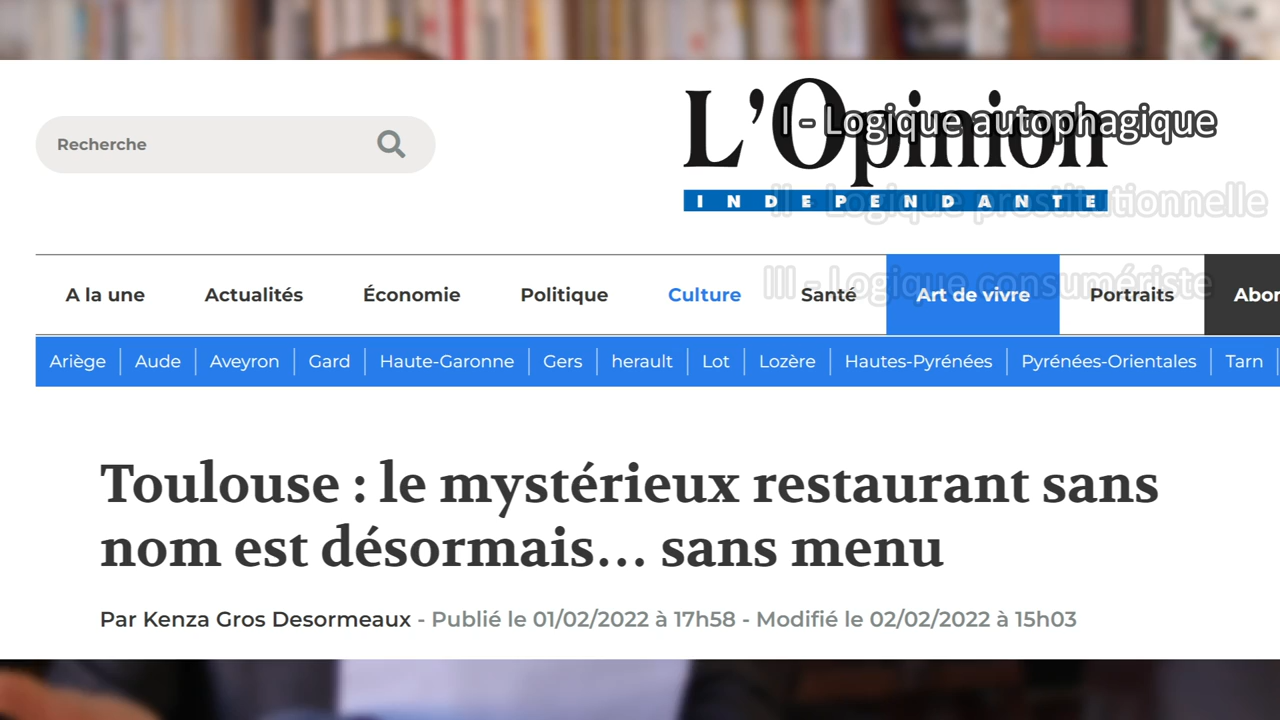 Recherche
L'Opinion
INDEPENDANTE
I - Logique autophagique
II - Logique prostitutionnelle
III - Logique consumériste
A la une Actualités Économie Politique Culture Santé Art de vivre Portraits Abon
Ariège Aude Aveyron Gard Haute-Garonne Gers herault Lot Lozère Hautes-Pyrénées Pyrénées-Orientales Tarn
Toulouse : le mystérieux restaurant sans
nom est désormais… sans menu
Par Kenza Gros Desormeaux - Publié le 01/02/2022 à 17h58 - Modifié le 02/02/2022 à 15h03